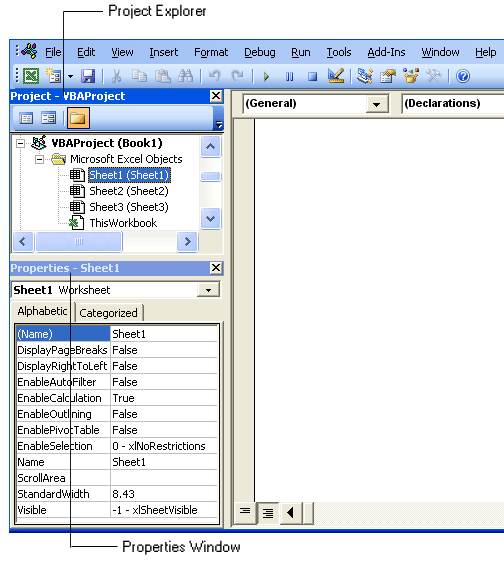 Project Explorer
File Edit View Insert Format Debug Run Tools Add-Ins Window Help
Project - VBAProject
(General) (Declarations)
VBAProject (Book1)
Microsoft Excel Objects
Sheet1 (Sheet1)
Sheet2 (Sheet2)
Sheet3 (Sheet3)
ThisWorkbook
Properties - Sheet1
Sheet1 Worksheet
Alphabetic Categorized
(Name) Sheet1
DisplayPageBreaks False
DisplayRightToLeft False
EnableAutoFilter False
EnableCalculation True
EnableOutlining False
EnablePivotTable False
EnableSelection 0 - xlNoRestrictions
Name Sheet1
ScrollArea
StandardWidth 8.43
Visible -1 - xlSheetVisible
Properties Window